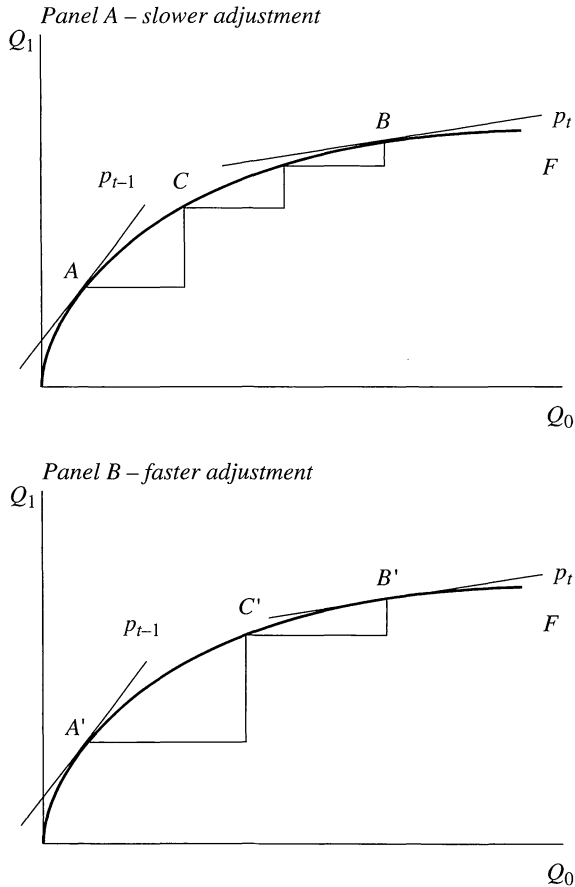 Panel A – slower adjustment
Q1
B
pt
F
pt–1
C
A
Q0
Panel B – faster adjustment
Q1
B'
pt
C'
F
pt–1
A'
Q0